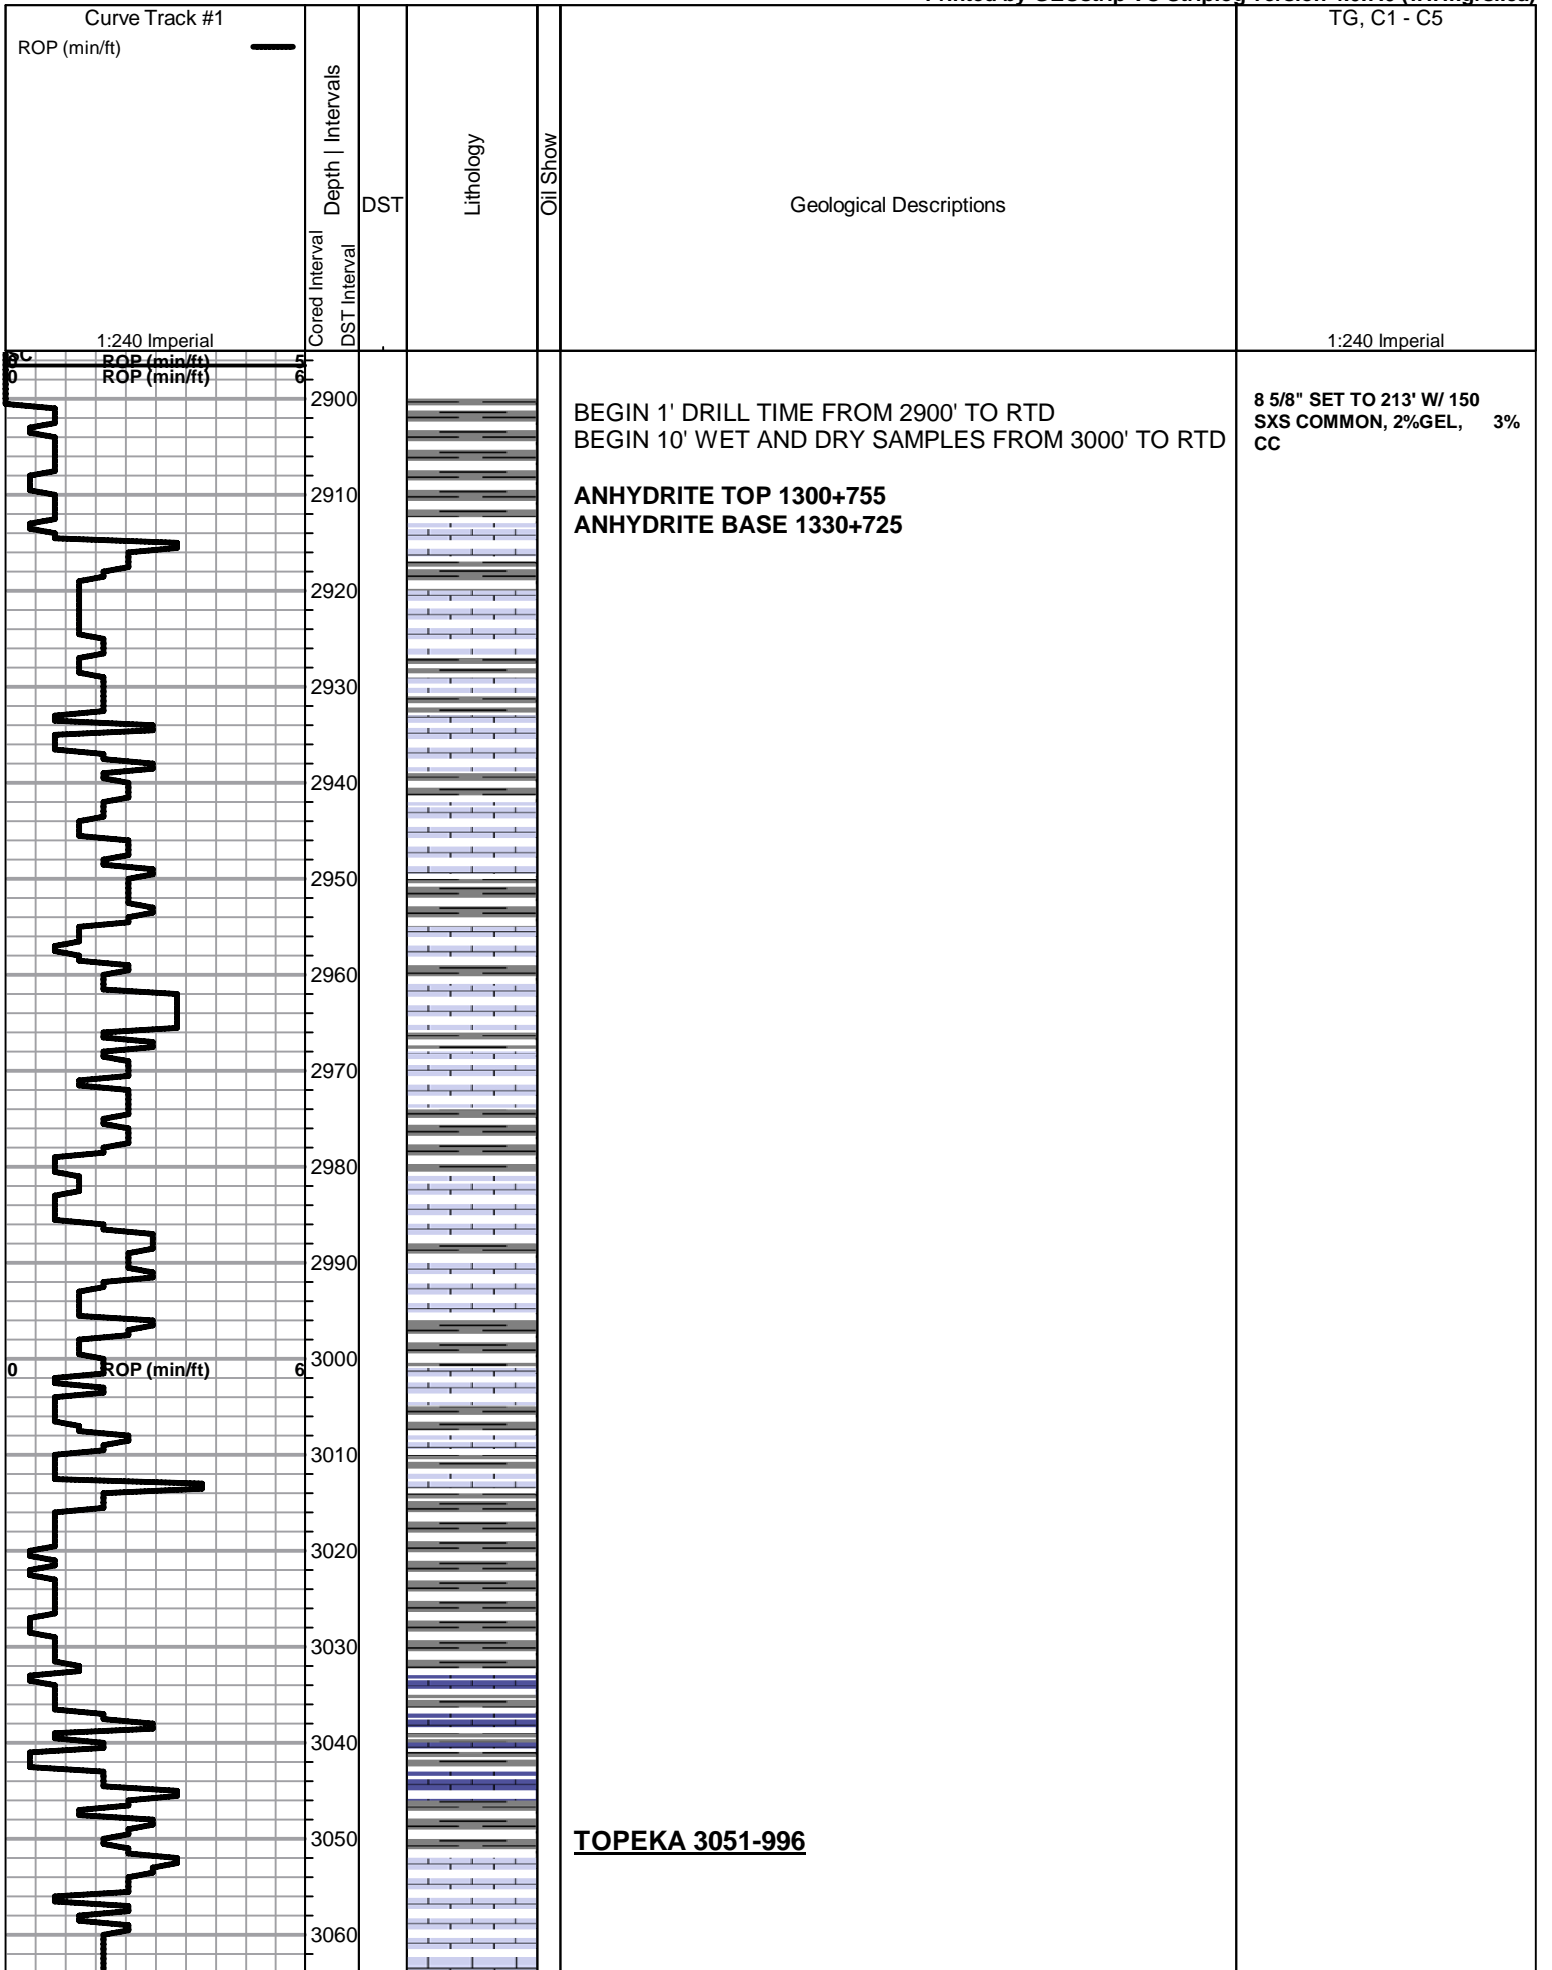 Curve Track #1
ROP (min/ft)
1:240 Imperial
Depth | Intervals
Cored Interval
DST Interval
DST
Lithology
Oil Show
Geological Descriptions
TG, C1 - C5
1:240 Imperial
ROP (min/ft) 5
0 ROP (min/ft) 6
2900
BEGIN 1' DRILL TIME FROM 2900' TO RTD
BEGIN 10' WET AND DRY SAMPLES FROM 3000' TO RTD
8 5/8" SET TO 213' W/ 150
SXS COMMON, 2%GEL, 3%
CC
2910
ANHYDRITE TOP 1300+755
ANHYDRITE BASE 1330+725
2920
2930
2940
2950
2960
2970
2980
2990
3000
0 ROP (min/ft) 6
3010
3020
3030
3040
3050
TOPEKA 3051-996
3060